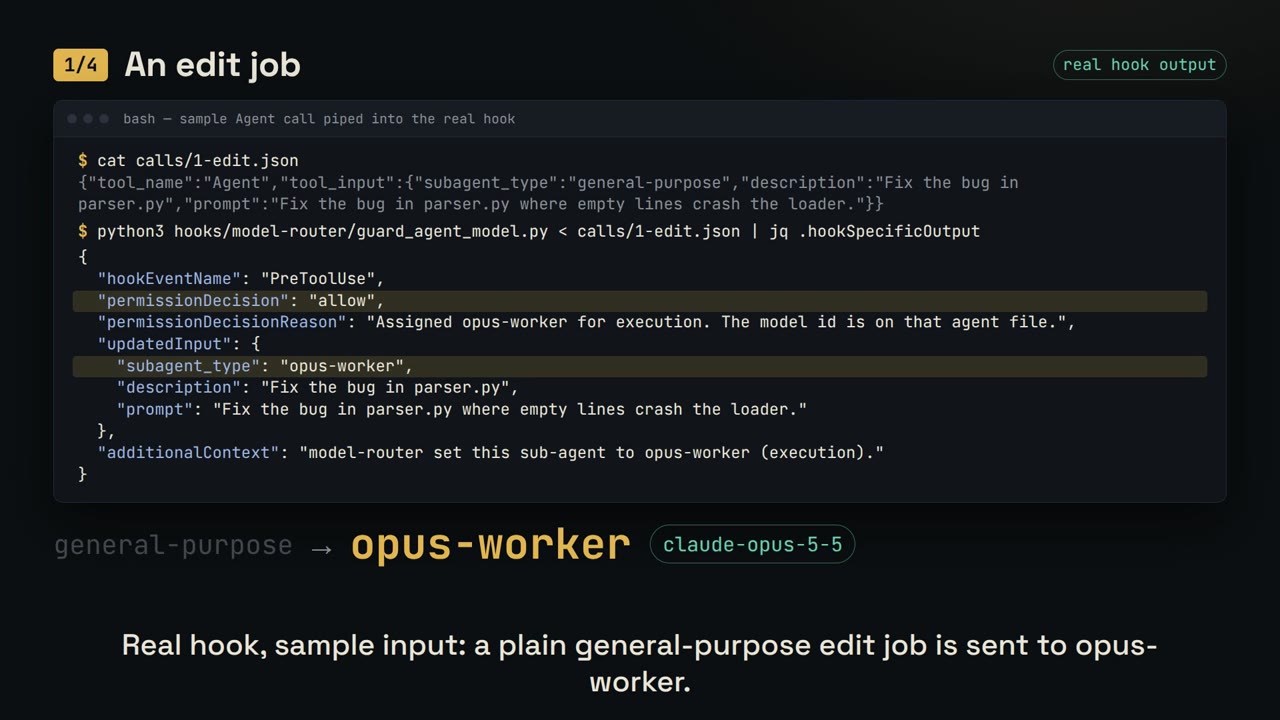 1/4 An edit job
real hook output
bash — sample Agent call piped into the real hook
$ cat calls/1-edit.json
{"tool_name":"Agent","tool_input":{"subagent_type":"general-purpose","description":"Fix the bug in
parser.py","prompt":"Fix the bug in parser.py where empty lines crash the loader."}}
$ python3 hooks/model-router/guard_agent_model.py < calls/1-edit.json | jq .hookSpecificOutput
{
  "hookEventName": "PreToolUse",
  "permissionDecision": "allow",
  "permissionDecisionReason": "Assigned opus-worker for execution. The model id is on that agent file.",
  "updatedInput": {
    "subagent_type": "opus-worker",
    "description": "Fix the bug in parser.py",
    "prompt": "Fix the bug in parser.py where empty lines crash the loader."
  },
  "additionalContext": "model-router set this sub-agent to opus-worker (execution)."
}
general-purpose → opus-worker claude-opus-5-5
Real hook, sample input: a plain general-purpose edit job is sent to opus-
worker.